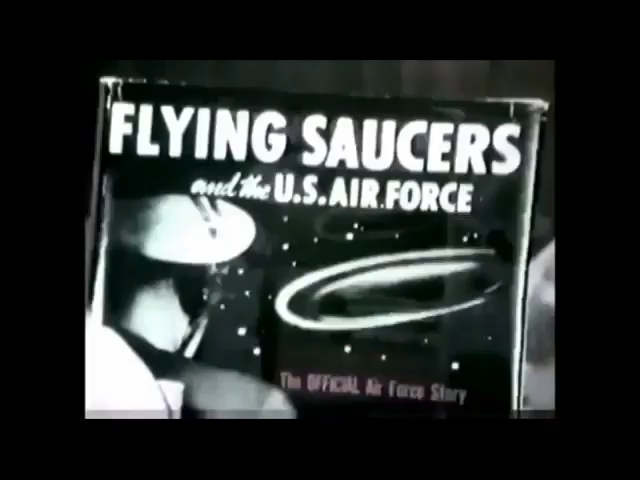 FLYING SAUCERS
and the U.S. AIR FORCE
The OFFICIAL Air Force Story